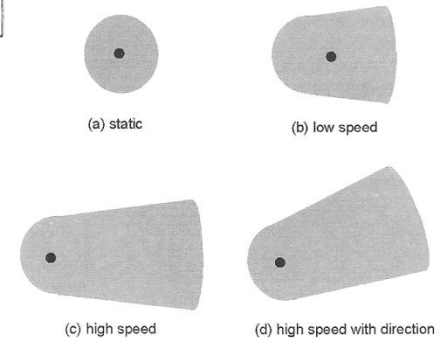 (a) static
(b) low speed
(c) high speed
(d) high speed with direction